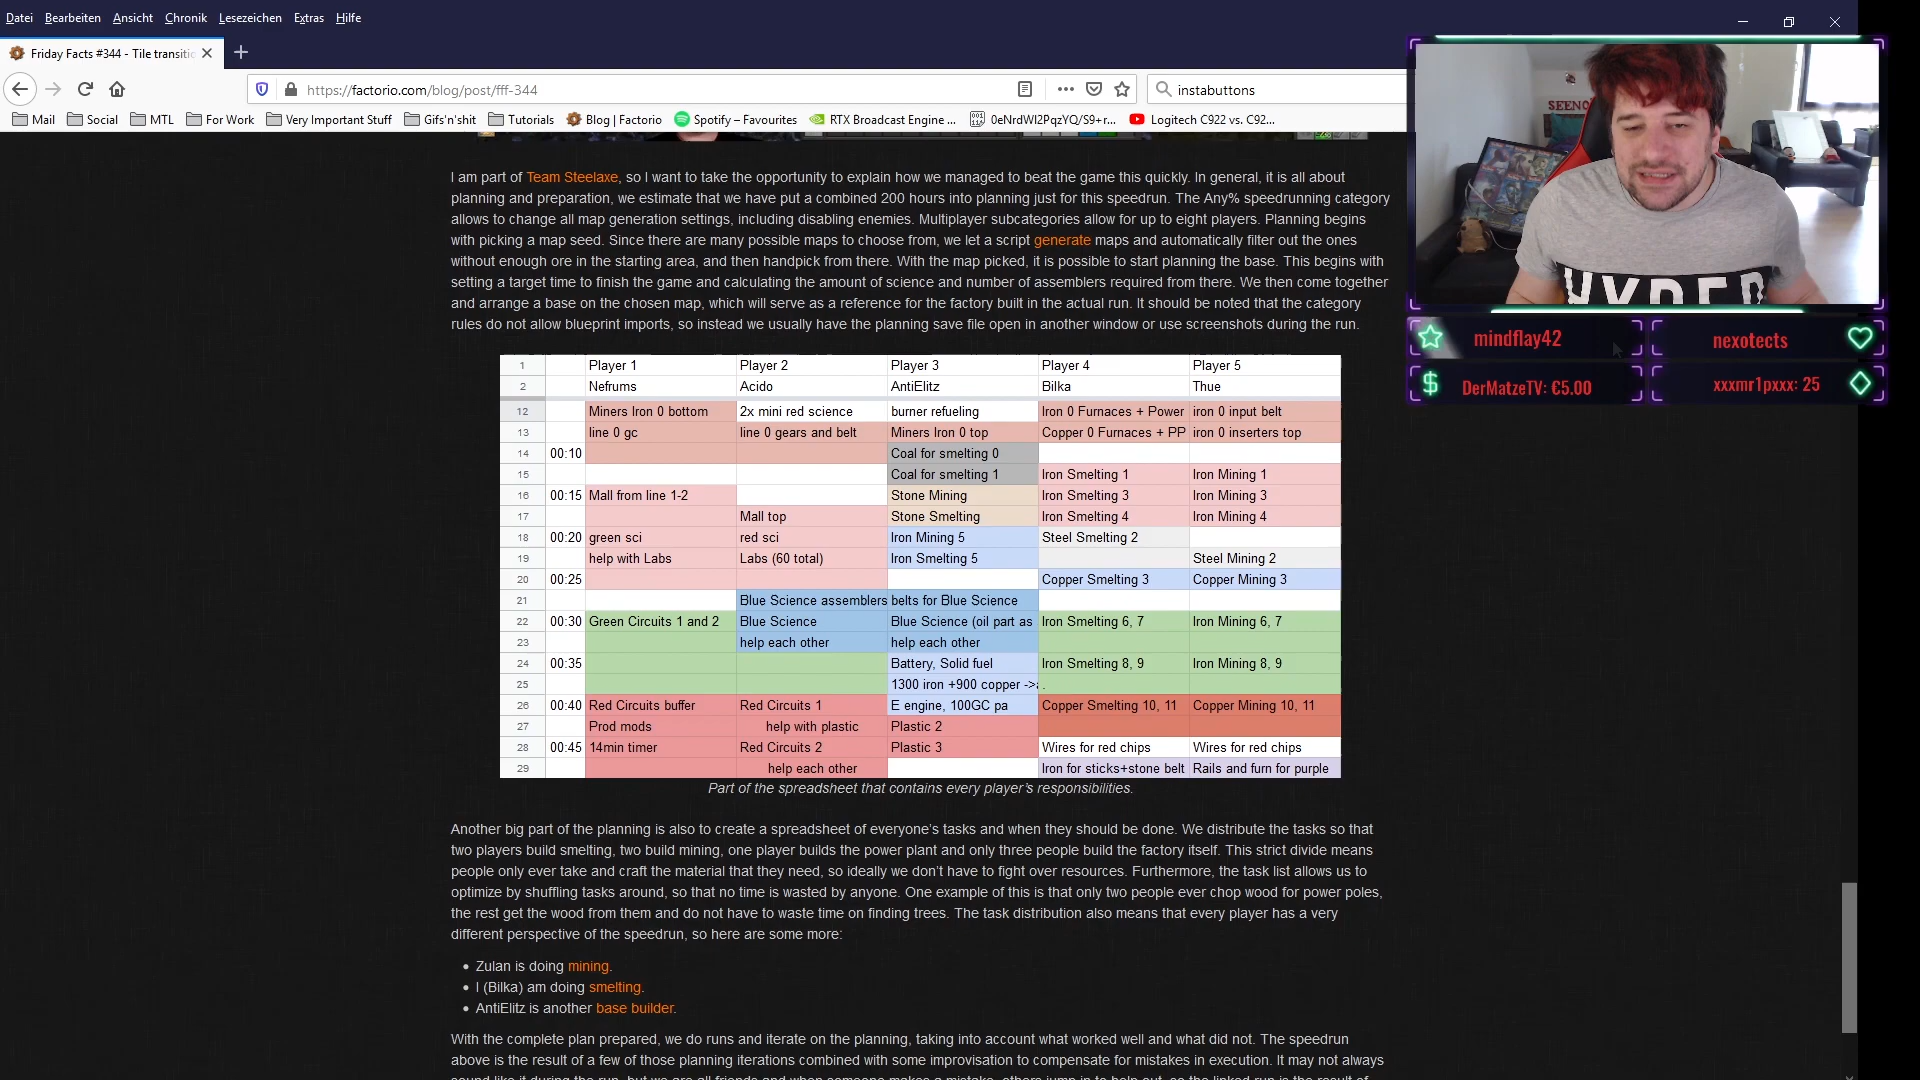 Datei Bearbeiten Ansicht Chronik Lesezeichen Extras Hilfe
Friday Facts #344 - Tile transitic
https://factorio.com/blog/post/fff-344
instabuttons
Mail Social MTL For Work Very Important Stuff Gifs'n'shit Tutorials Blog | Factorio Spotify – Favourites RTX Broadcast Engine ... 0eNrdWl2PqzYQ/S9+r... Logitech C922 vs. C92...
I am part of Team Steelaxe, so I want to take the opportunity to explain how we managed to beat the game this quickly. In general, it is all about
planning and preparation, we estimate that we have put a combined 200 hours into planning just for this speedrun. The Any% speedrunning category
allows to change all map generation settings, including disabling enemies. Multiplayer subcategories allow for up to eight players. Planning begins
with picking a map seed. Since there are many possible maps to choose from, we let a script generate maps and automatically filter out the ones
without enough ore in the starting area, and then handpick from there. With the map picked, it is possible to start planning the base. This begins with
setting a target time to finish the game and calculating the amount of science and number of assemblers required from there. We then come together
and arrange a base on the chosen map, which will serve as a reference for the factory built in the actual run. It should be noted that the category
rules do not allow blueprint imports, so instead we usually have the planning save file open in another window or use screenshots during the run.
1 Player 1 Player 2 Player 3 Player 4 Player 5
2 Nefrums Acido AntiElitz Bilka Thue
12 Miners Iron 0 bottom 2x mini red science burner refueling Iron 0 Furnaces + Power iron 0 input belt
13 line 0 gc line 0 gears and belt Miners Iron 0 top Copper 0 Furnaces + PP iron 0 inserters top
14 00:10 Coal for smelting 0
15 Coal for smelting 1 Iron Smelting 1 Iron Mining 1
16 00:15 Mall from line 1-2 Stone Mining Iron Smelting 3 Iron Mining 3
17 Mall top Stone Smelting Iron Smelting 4 Iron Mining 4
18 00:20 green sci red sci Iron Mining 5 Steel Smelting 2
19 help with Labs Labs (60 total) Iron Smelting 5 Steel Mining 2
20 00:25 Copper Smelting 3 Copper Mining 3
21 Blue Science assemblers belts for Blue Science
22 00:30 Green Circuits 1 and 2 Blue Science Blue Science (oil part as Iron Smelting 6, 7 Iron Mining 6, 7
23 help each other help each other
24 00:35 Battery, Solid fuel Iron Smelting 8, 9 Iron Mining 8, 9
25 1300 iron +900 copper -> .
26 00:40 Red Circuits buffer Red Circuits 1 E engine, 100GC pa Copper Smelting 10, 11 Copper Mining 10, 11
27 Prod mods help with plastic Plastic 2
28 00:45 14min timer Red Circuits 2 Plastic 3 Wires for red chips Wires for red chips
29 help each other Iron for sticks+stone belt Rails and furn for purple
Part of the spreadsheet that contains every player's responsibilities.
Another big part of the planning is also to create a spreadsheet of everyone's tasks and when they should be done. We distribute the tasks so that
two players build smelting, two build mining, one player builds the power plant and only three people build the factory itself. This strict divide means
people only ever take and craft the material that they need, so ideally we don't have to fight over resources. Furthermore, the task list allows us to
optimize by shuffling tasks around, so that no time is wasted by anyone. One example of this is that only two people ever chop wood for power poles,
the rest get the wood from them and do not have to waste time on finding trees. The task distribution also means that every player has a very
different perspective of the speedrun, so here are some more:
• Zulan is doing mining.
• I (Bilka) am doing smelting.
• AntiElitz is another base builder.
With the complete plan prepared, we do runs and iterate on the planning, taking into account what worked well and what did not. The speedrun
above is the result of a few of those planning iterations combined with some improvisation to compensate for mistakes in execution. It may not always
mindflay42
nexotects
DerMatzeTV: €5.00
xxxmr1pxxx: 25